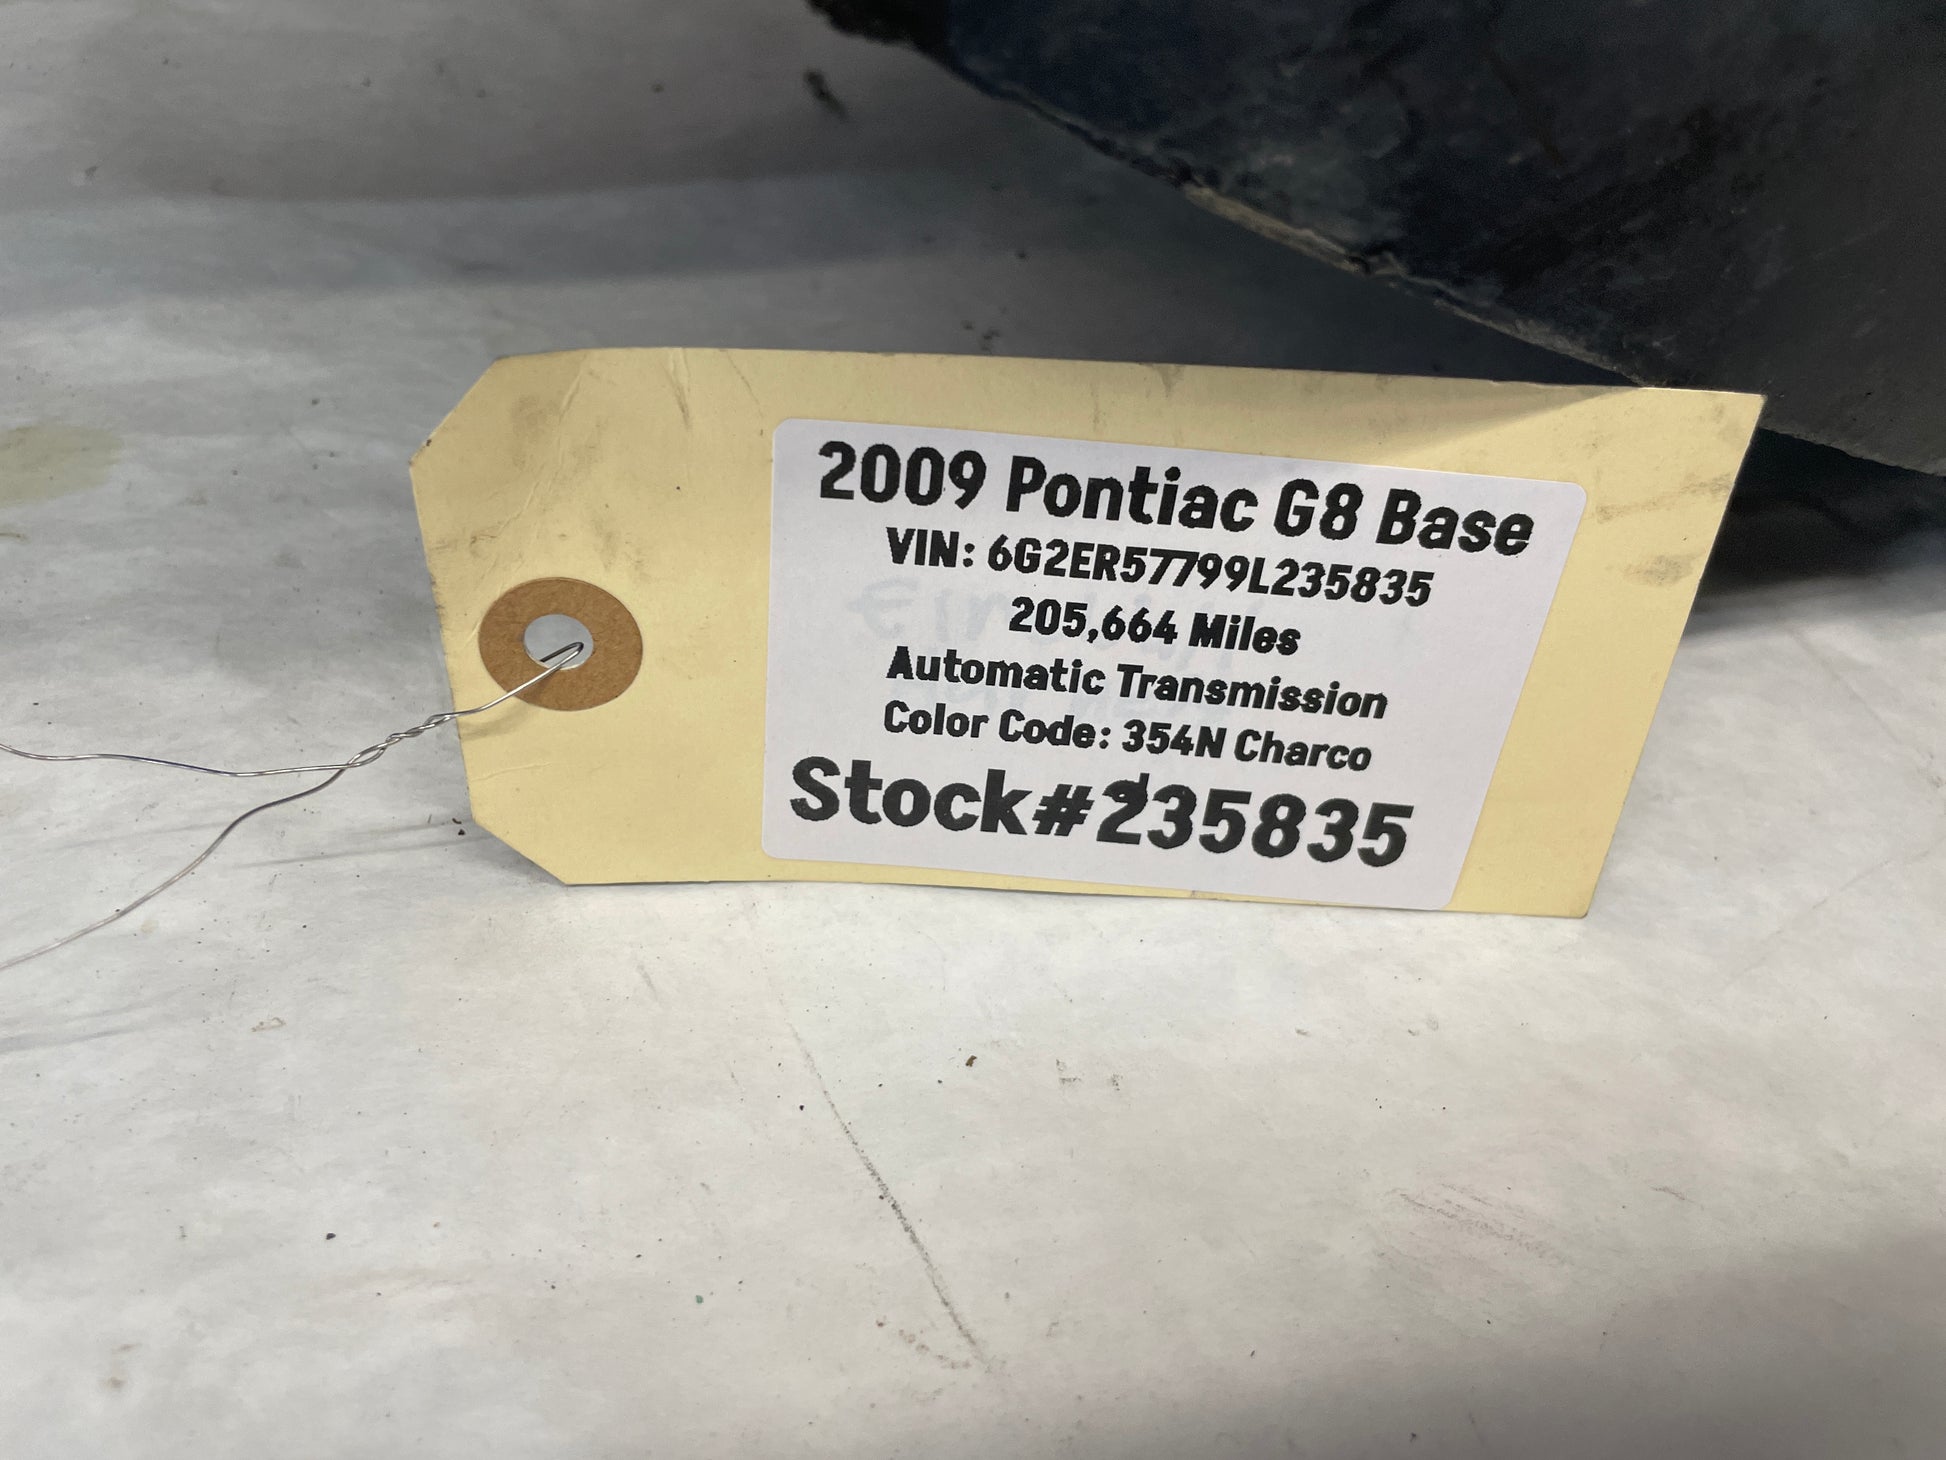 2009 Pontiac G8 Base
VIN: 6G2ER57799L235835
205,664 Miles
Automatic Transmission
Color Code: 354N Charco
Stock#235835